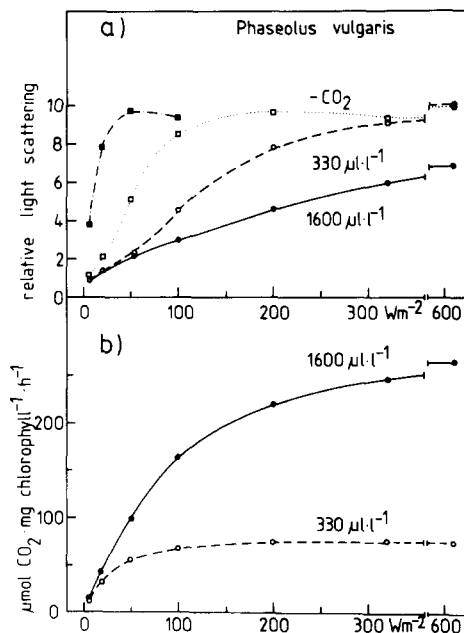 a)
Phaseolus vulgaris
relative light scattering
10
8
6
4
2
0
-CO₂
330 µl·l⁻¹
1600 µl·l⁻¹
100
200
300 Wm⁻²
600
b)
µmol CO₂·mg chlorophyll⁻¹·h⁻¹
200
100
0
1600 µl·l⁻¹
330 µl·l⁻¹
0
100
200
300 Wm⁻² 600